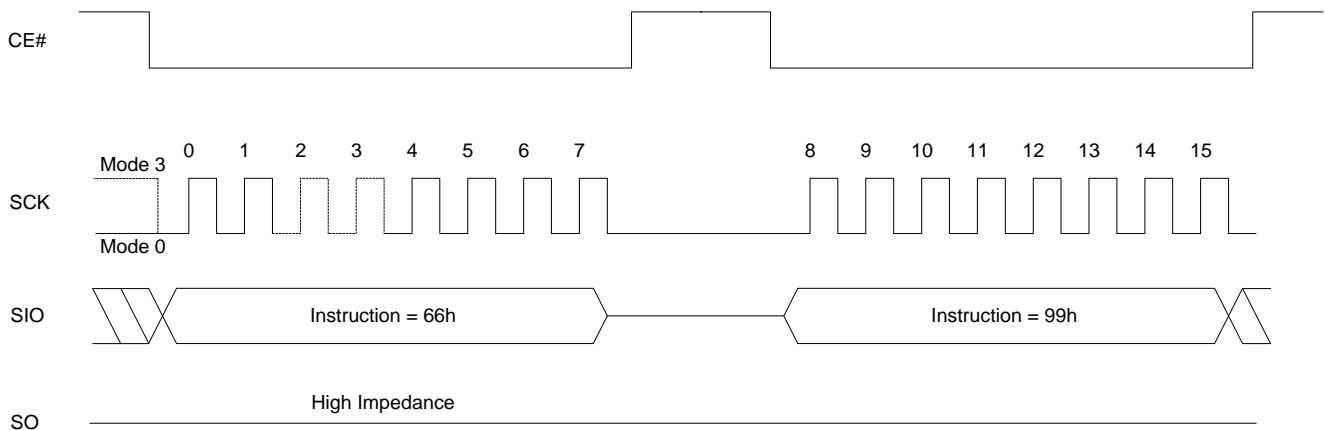 CE#
0 1 2 3 4 5 6 7 8 9 10 11 12 13 14 15
Mode 3
SCK
Mode 0
SIO
Instruction = 66h
Instruction = 99h
High Impedance
SO